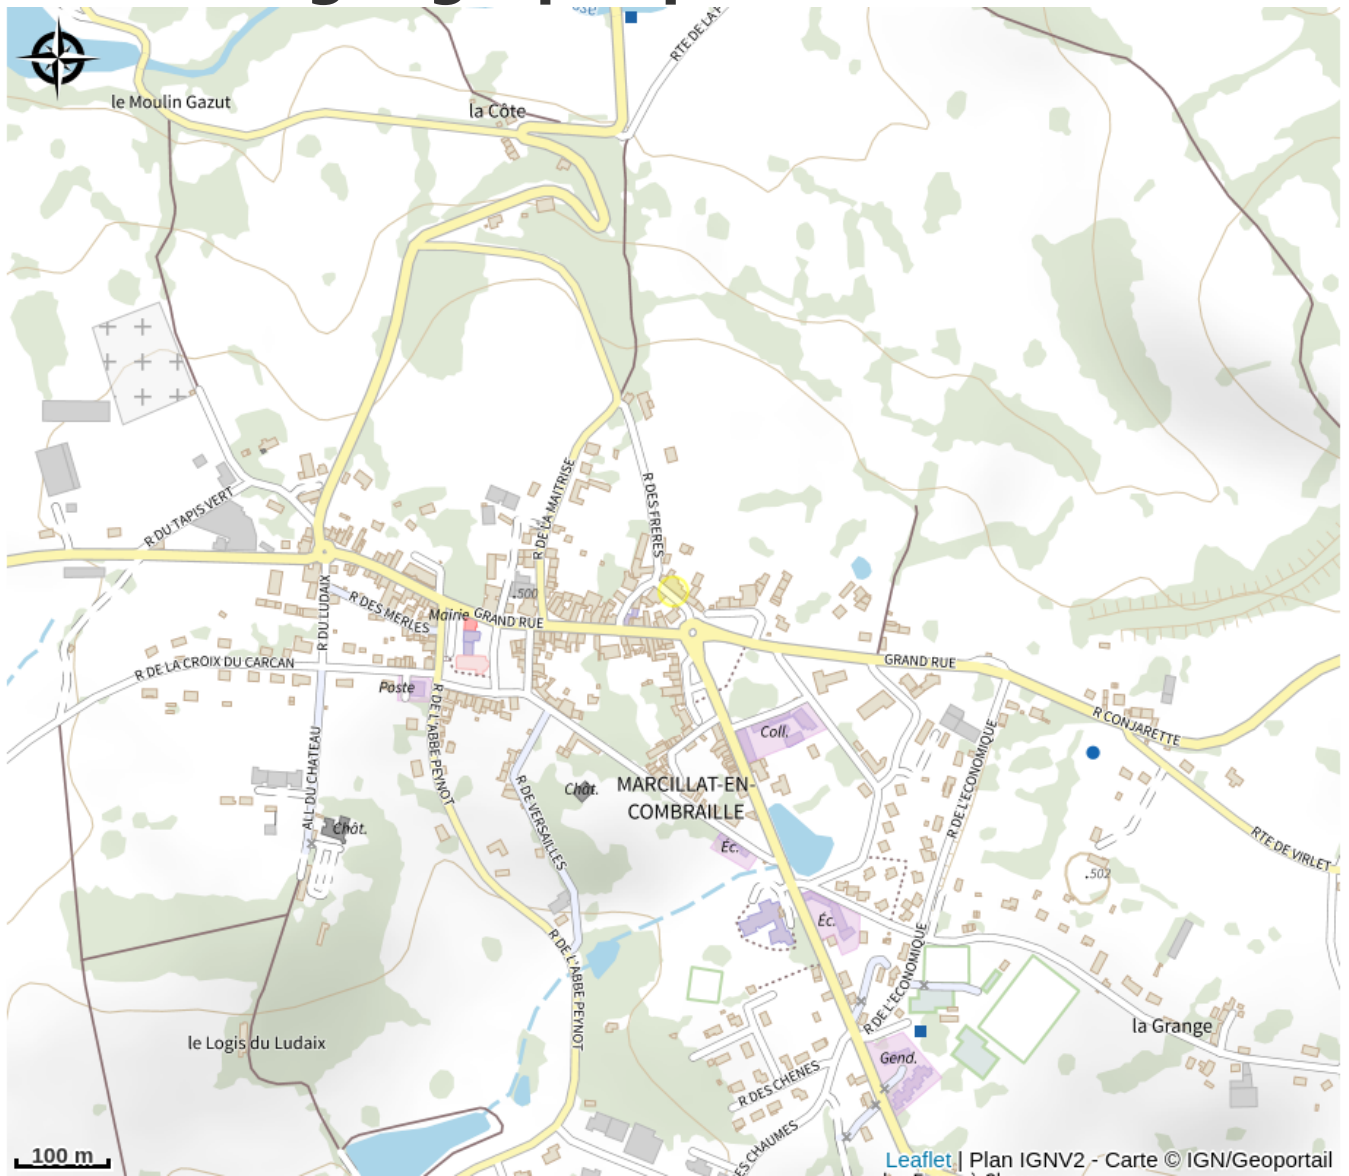 RTE DE LA
le Moulin Gazut
la Côte
R DE LA MAITRISE
R DES FRERES
R DU TAPIS VERT
.500
R DU LUDAIX
R DES MERLES
Mairie
GRAND RUE
R DE LA CROIX DU CARCAN
GRAND RUE
Poste
R CONJARETTE
Coll.
R DE L'ABBE PEYNOT
ALL DU CHATEAU
R DE L'ECONOMIQUE
Chât.
MARCILLAT-EN-
COMBRAILLE
R DE VERSAILLES
Chât.
Éc.
RTE DE VIRLET
.502
Éc.
R DE L'ABBE PEYNOT
R DE L'ECONOMIQUE
la Grange
le Logis du Ludaix
Gend.
R DES CHENES
ES CHAUMES
100 m
Leaflet | Plan IGNV2 - Carte © IGN/Geoportail